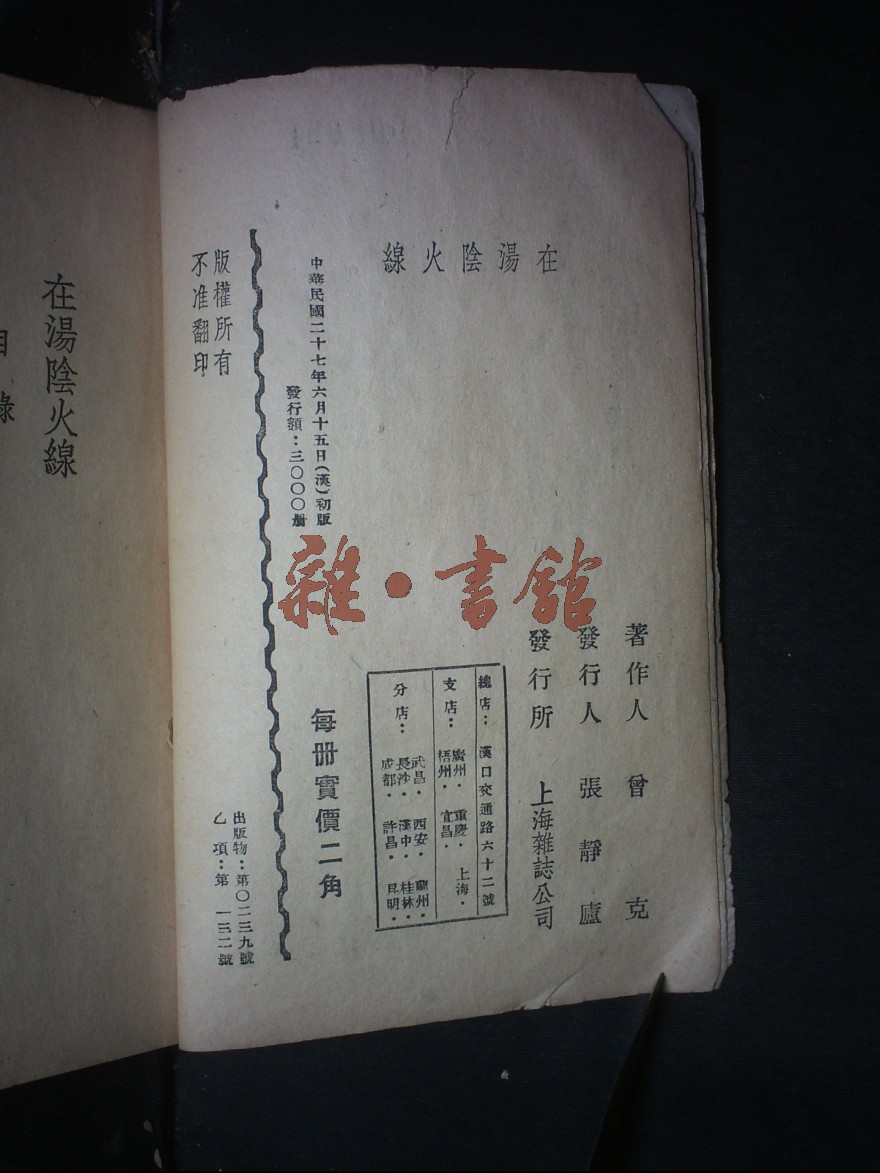 在湯陰火線
著作人 曾克
發行人 張靜廬
發行所 上海雜誌公司
總店：漢口交通路六十二號
支店：廣州．重慶．上海．
梧州．宜昌．
分店：武昌．西安．蘭州．
長沙．漢中．桂林．
成都．許昌．昆明．
中華民國二十七年六月十五日(漢)初版
發行額：三〇〇〇册
每册實價二角
版權所有
不准翻印
出版物：第〇二三九號
乙項：第一三二號
雜•書館
在湯陰火線
目錄